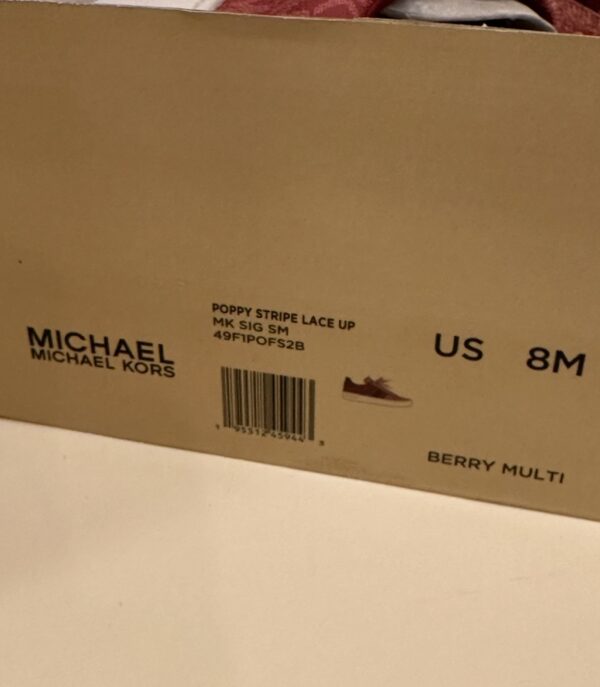 MICHAEL
MICHAEL KORS
POPPY STRIPE LACE UP
MK SIG SM
49F1POFS2B
US 8M
BERRY MULTI